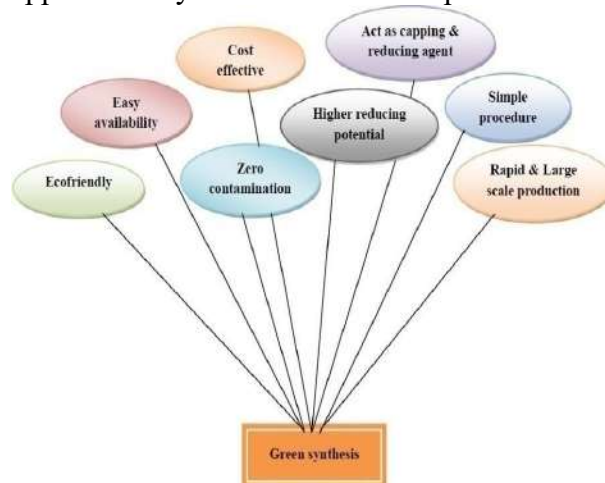 Act as capping &
reducing agent
Cost
effective
Easy
availability
Higher reducing
potential
Simple
procedure
Ecofriendly
Zero
contamination
Rapid & Large
scale production
Green synthesis